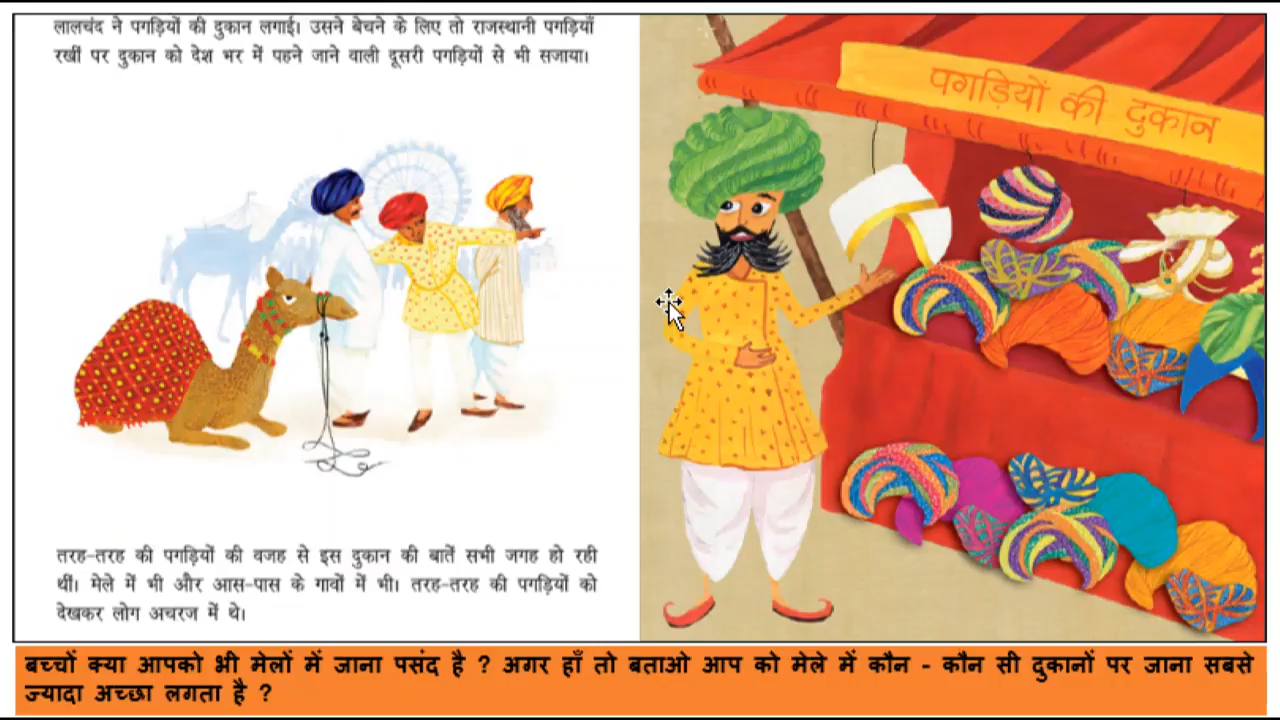 लालचंद ने पगड़ियों की दुकान लगाई। उसने बेचने के लिए तो राजस्थानी पगड़ियाँ
रखीं पर दुकान को देश भर में पहने जाने वाली दूसरी पगड़ियों से भी सजाया।
पगड़ियों की दुकान
तरह-तरह की पगड़ियों की वजह से इस दुकान की बातें सभी जगह हो रही
थीं। मेले में भी और आस-पास के गावों में भी। तरह-तरह की पगड़ियों को
देखकर लोग अचरज में थे।
बच्चों क्या आपको भी मेलों में जाना पसंद है ? अगर हाँ तो बताओ आप को मेले में कौन - कौन सी दुकानों पर जाना सबसे
ज्यादा अच्छा लगता है ?